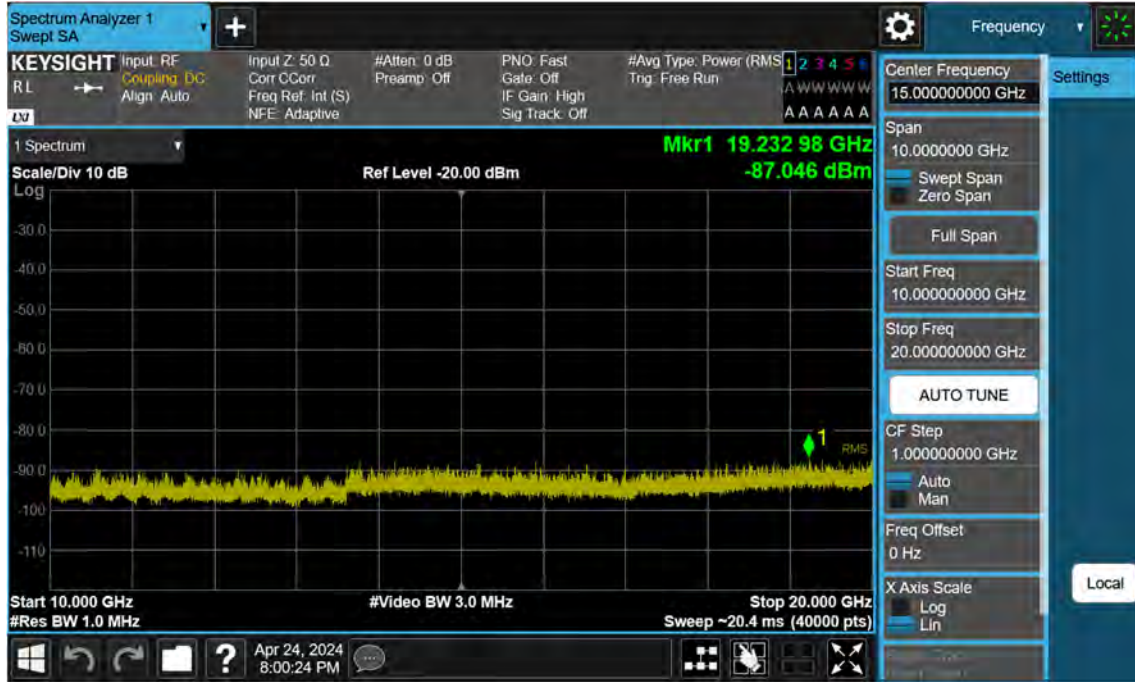 Spectrum Analyzer 1
Swept SA
Frequency
KEYSIGHT
Input: RF
Coupling: DC
Align: Auto
RL
LXI
Input Z: 50 Ω
Corr CCorr
Freq Ref: Int (S)
NFE: Adaptive
#Atten: 0 dB
Preamp: Off
PNO: Fast
Gate: Off
IF Gain: High
Sig Track: Off
#Avg Type: Power (RMS
Trig: Free Run
1 2 3 4 5 6
A W W W W W
A A A A A A
1 Spectrum
Scale/Div 10 dB
Ref Level -20.00 dBm
Mkr1 19.232 98 GHz
-87.046 dBm
Log
-30.0
-40.0
-50.0
-60.0
-70.0
-80.0
-90.0
-100
-110
1
RMS
Start 10.000 GHz
#Res BW 1.0 MHz
#Video BW 3.0 MHz
Stop 20.000 GHz
Sweep ~20.4 ms (40000 pts)
Apr 24, 2024
8:00:24 PM
Center Frequency
15.000000000 GHz
Span
10.0000000 GHz
Swept Span
Zero Span
Full Span
Start Freq
10.000000000 GHz
Stop Freq
20.000000000 GHz
AUTO TUNE
CF Step
1.000000000 GHz
Auto
Man
Freq Offset
0 Hz
X Axis Scale
Log
Lin
Settings
Local